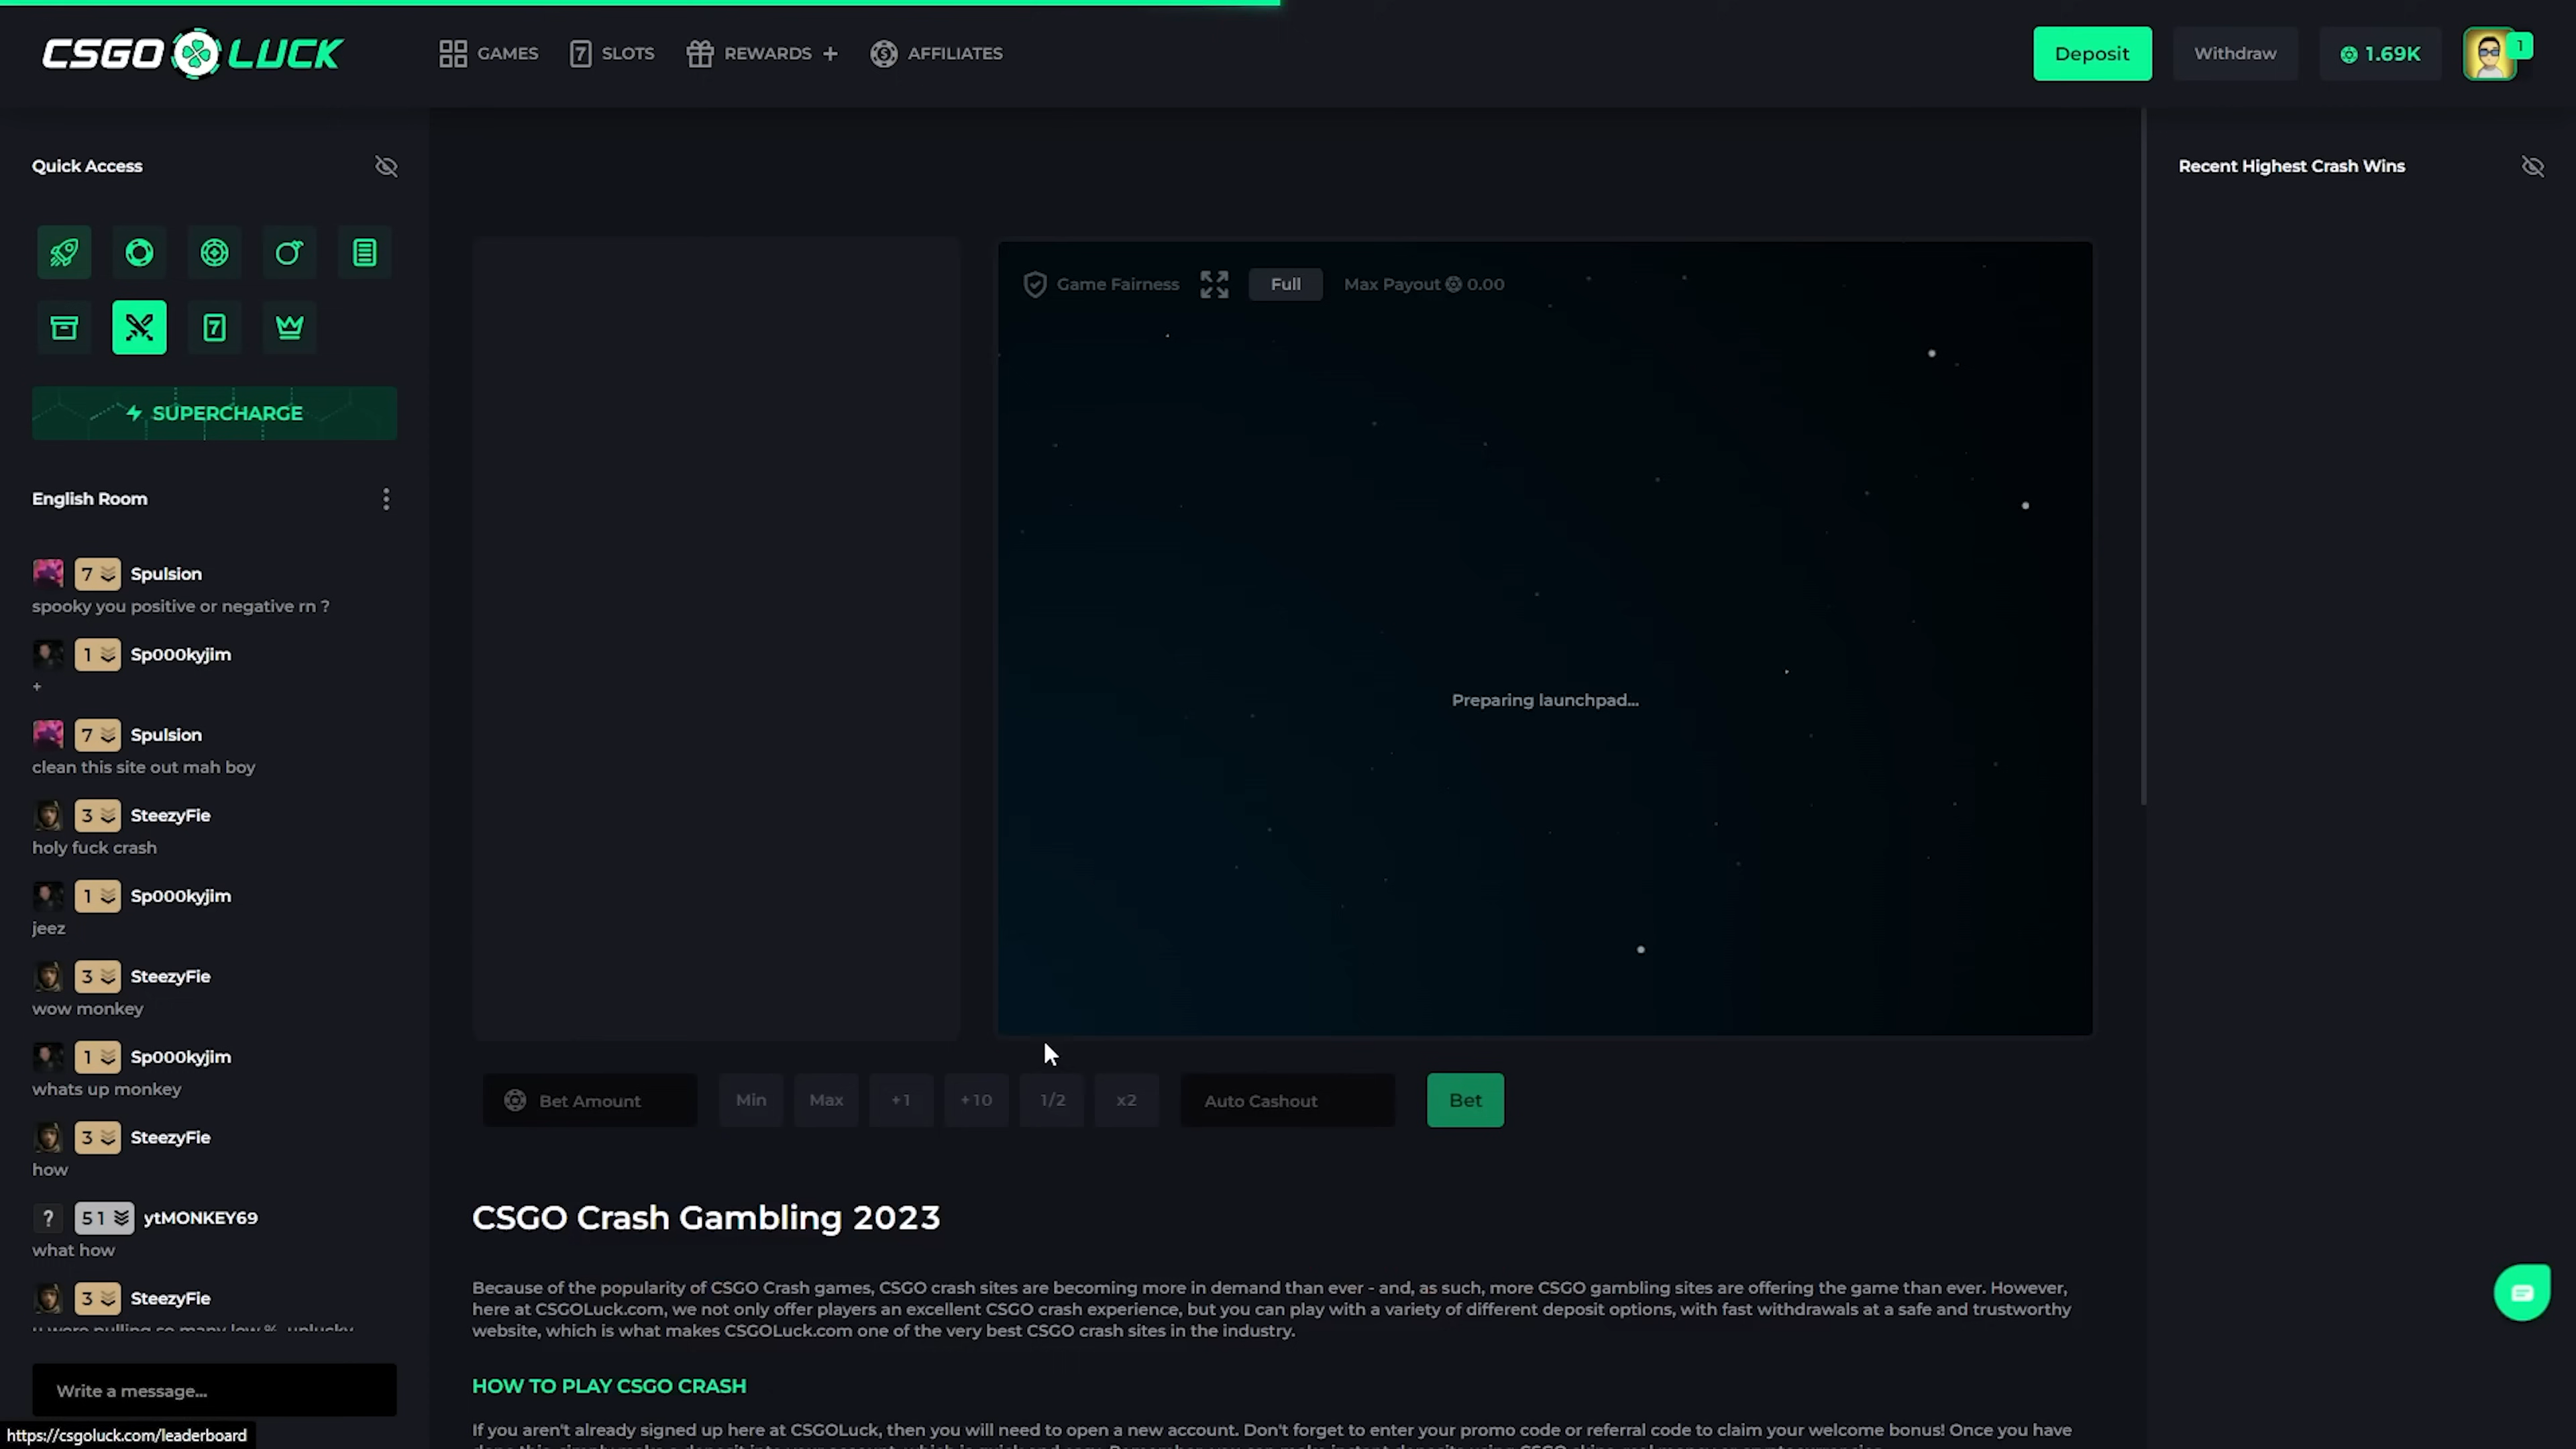 CSGO LUCK
GAMES
SLOTS
REWARDS +
AFFILIATES
Deposit
Withdraw
1.69K
1
Quick Access
SUPERCHARGE
English Room
7 Spulsion
spooky you positive or negative rn ?
1 Sp000kyjim
+
7 Spulsion
clean this site out mah boy
3 SteezyFie
holy fuck crash
1 Sp000kyjim
jeez
3 SteezyFie
wow monkey
1 Sp000kyjim
whats up monkey
3 SteezyFie
how
? 51 ytMONKEY69
what how
3 SteezyFie
u were pulling so many low %, unlucky
Write a message...
https://csgoluck.com/leaderboard
Game Fairness
Full
Max Payout 0.00
Preparing launchpad...
Bet Amount
Min
Max
+1
+10
1/2
x2
Auto Cashout
Bet
CSGO Crash Gambling 2023
Because of the popularity of CSGO Crash games, CSGO crash sites are becoming more in demand than ever - and, as such, more CSGO gambling sites are offering the game than ever. However,
here at CSGOLuck.com, we not only offer players an excellent CSGO crash experience, but you can play with a variety of different deposit options, with fast withdrawals at a safe and trustworthy
website, which is what makes CSGOLuck.com one of the very best CSGO crash sites in the industry.
HOW TO PLAY CSGO CRASH
If you aren't already signed up here at CSGOLuck, then you will need to open a new account. Don't forget to enter your promo code or referral code to claim your welcome bonus! Once you have
Recent Highest Crash Wins